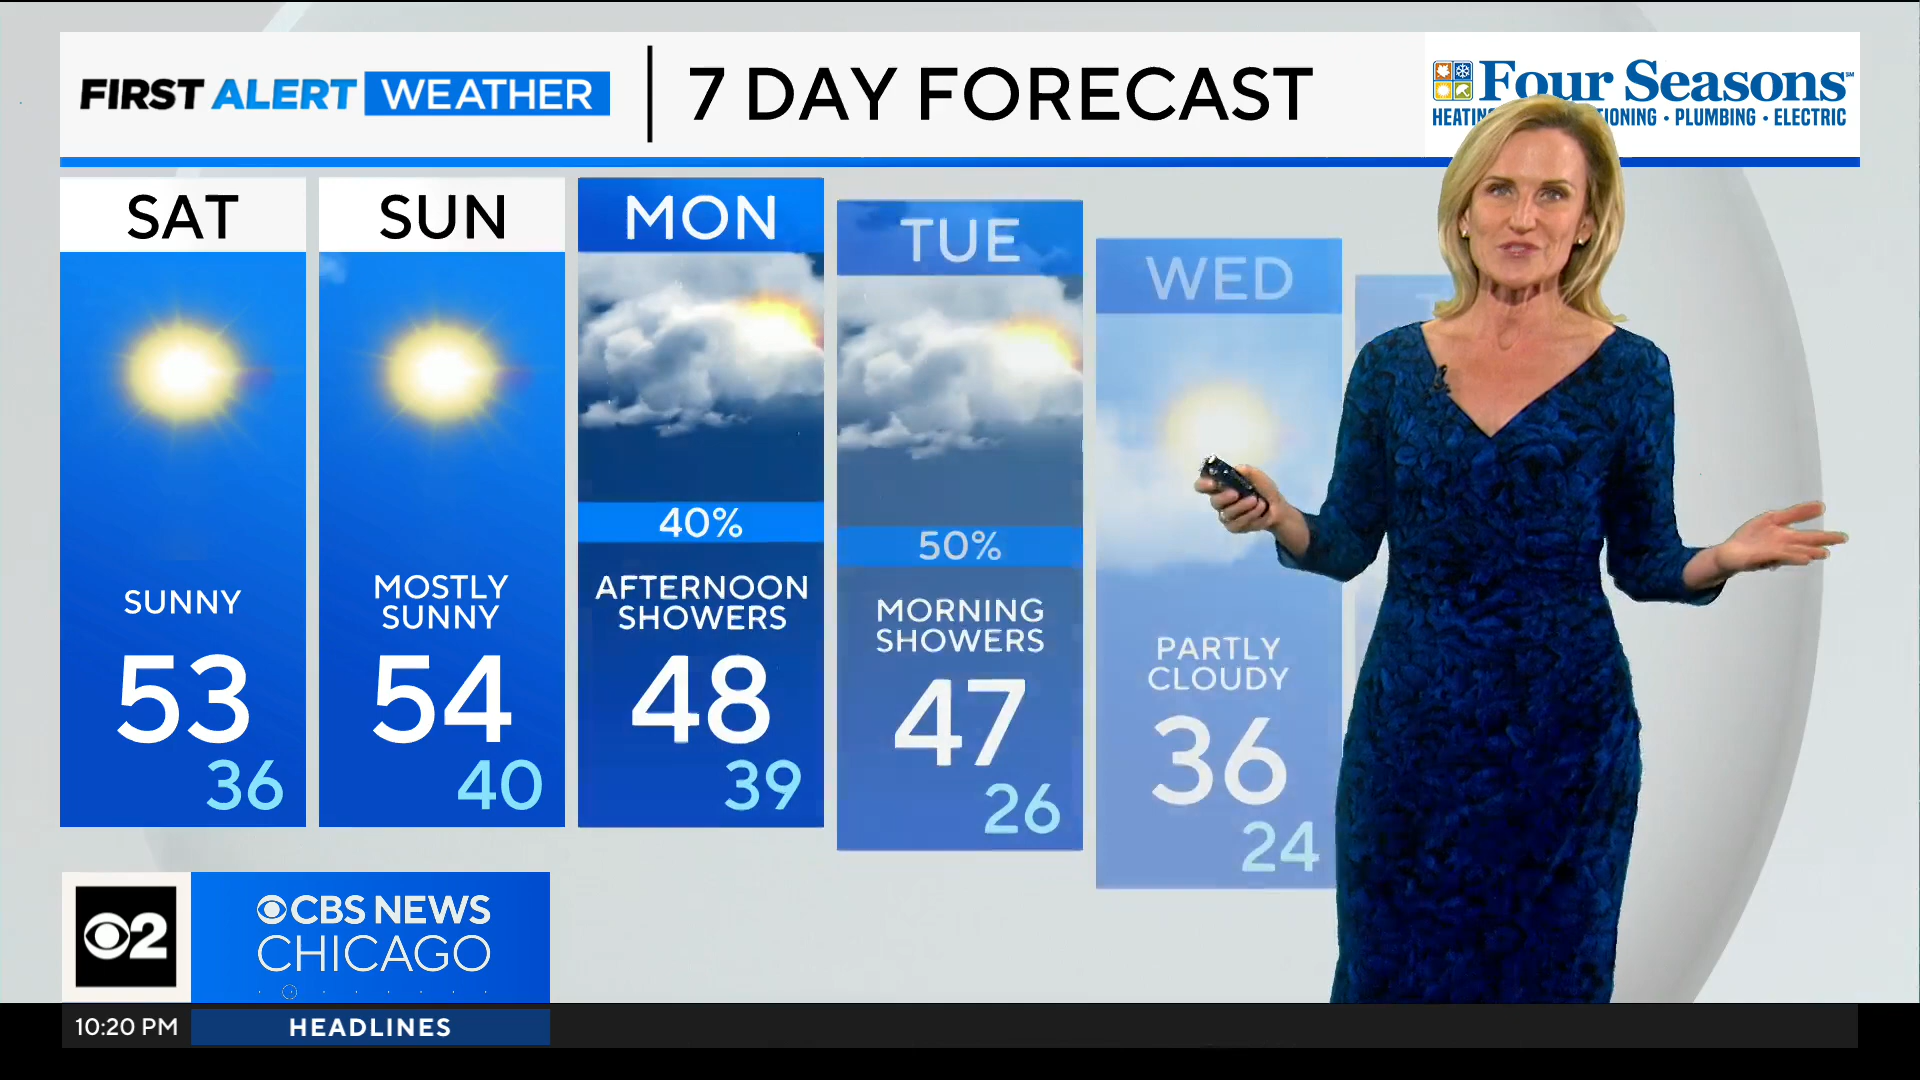 FIRST ALERT WEATHER
7 DAY FORECAST
Four Seasons
PLUMBING · ELECTRIC
SAT
SUNNY
53
36
SUN
MOSTLY
SUNNY
54
40
MON
40%
AFTERNOON
SHOWERS
48
39
TUE
50%
MORNING
SHOWERS
47
26
WED
PARTLY
CLOUDY
36
24
2
CBS NEWS
CHICAGO
10:20 PM
HEADLINES